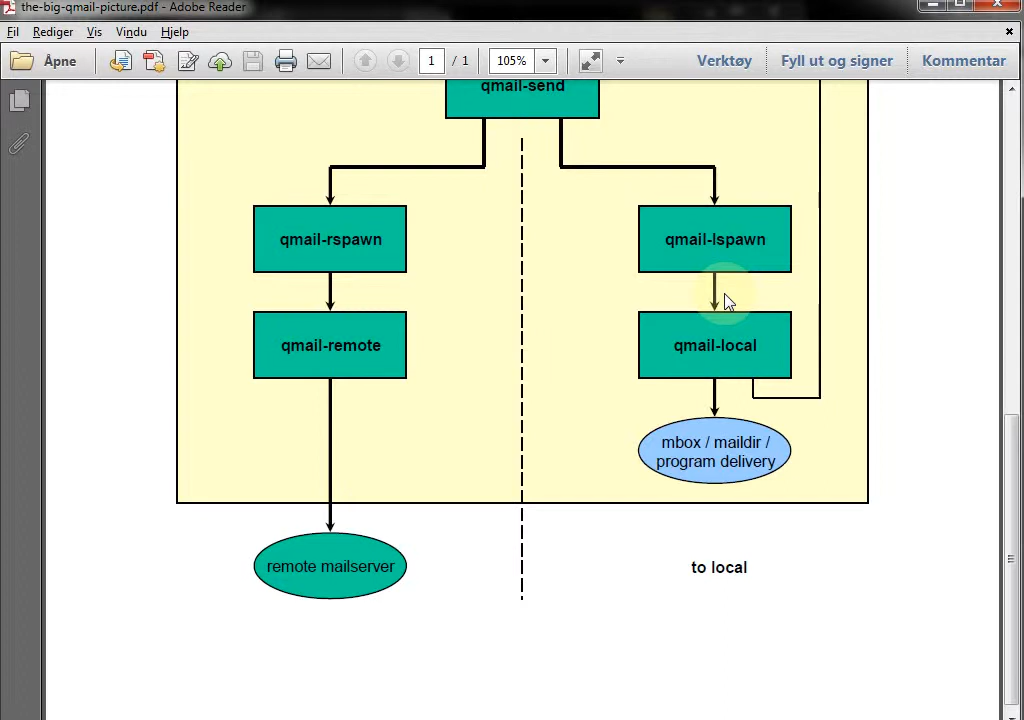 the-big-qmail-picture.pdf - Adobe Reader
Fil Rediger Vis Vindu Hjelp
Åpne 1 / 1 105% Verktøy Fyll ut og signer Kommentar
qmail-send
qmail-rspawn qmail-lspawn
qmail-remote qmail-local
mbox / maildir /
program delivery
remote mailserver to local